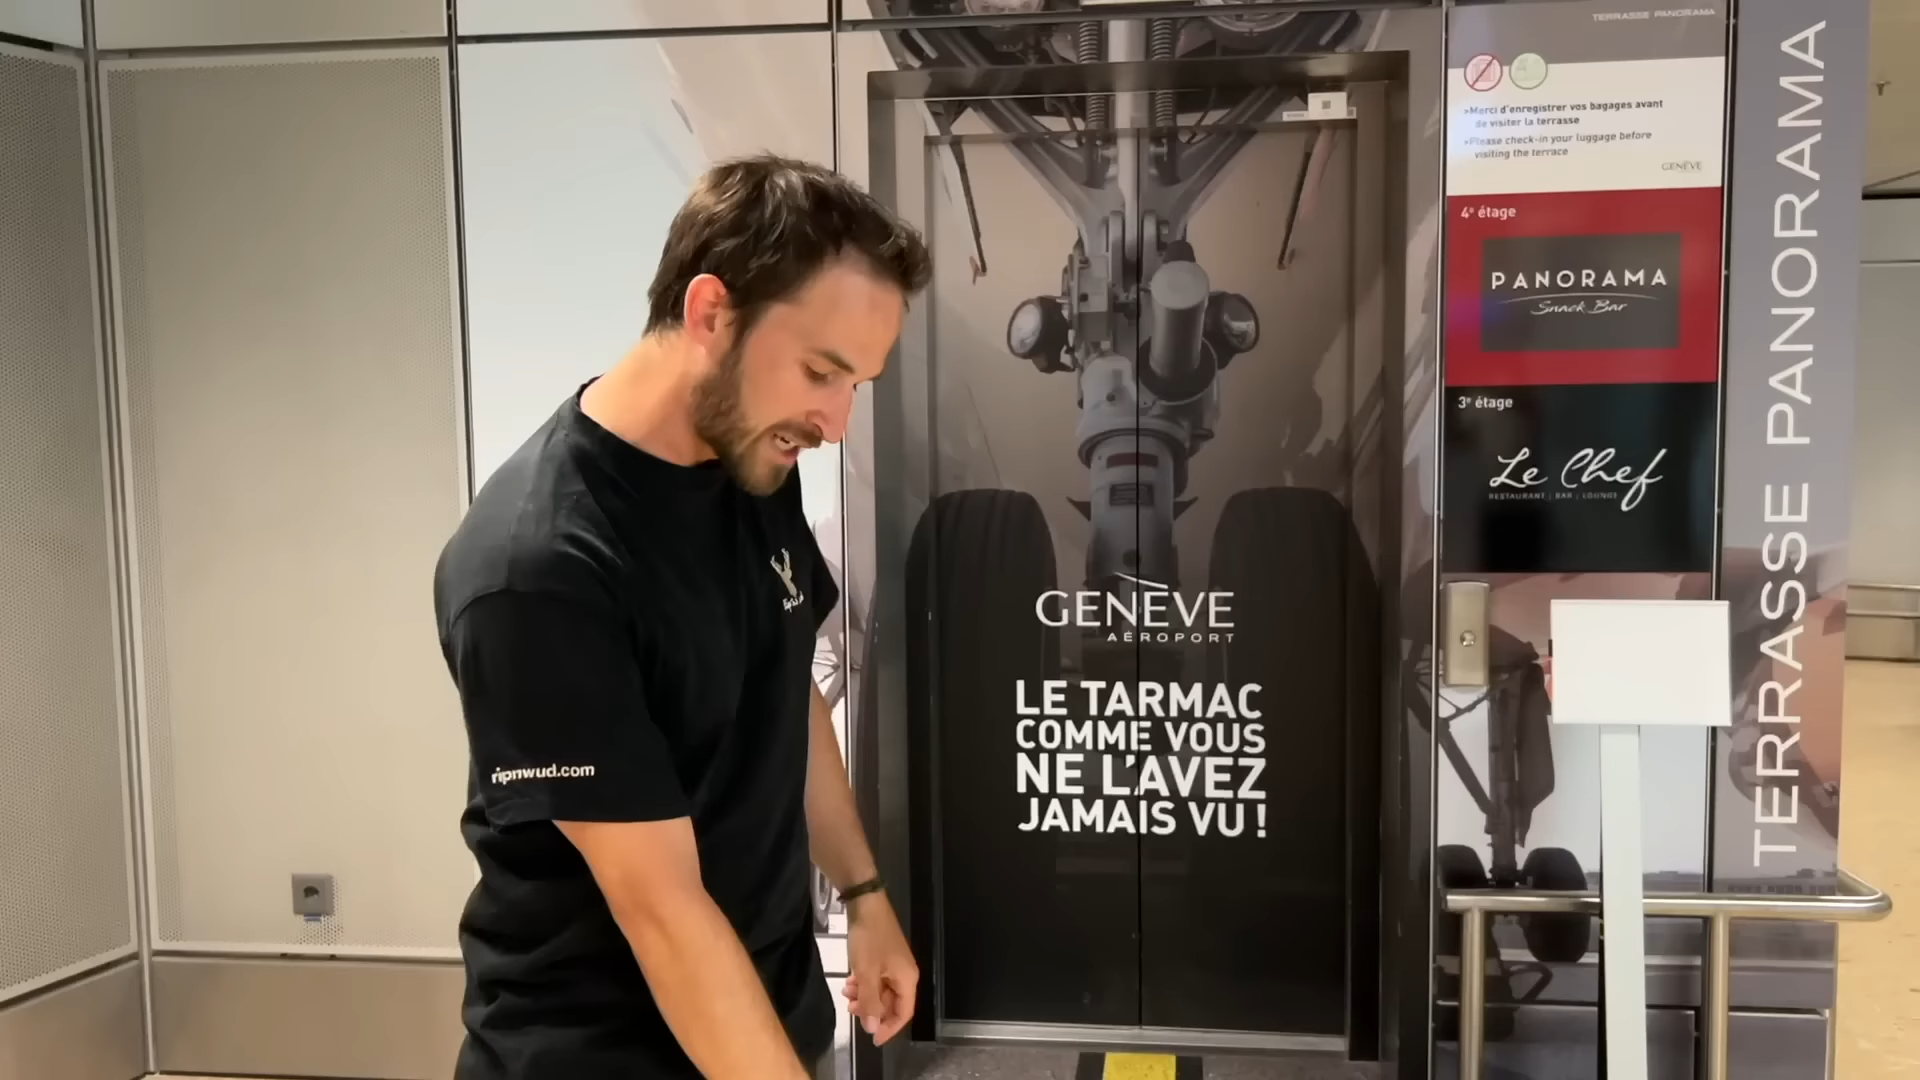 TERRASSE PANORAMA
>Merci d'enregistrer vos bagages avant
de visiter la terrasse
>Please check-in your luggage before
visiting the terrace
GENÈVE
4e étage
PANORAMA
Snack Bar
3e étage
Le Chef
RESTAURANT | BAR | LOUNGE
TERRASSE PANORAMA
GENÈVE
AÉROPORT
LE TARMAC
COMME VOUS
NE L'AVEZ
JAMAIS VU !
ripnwud.com